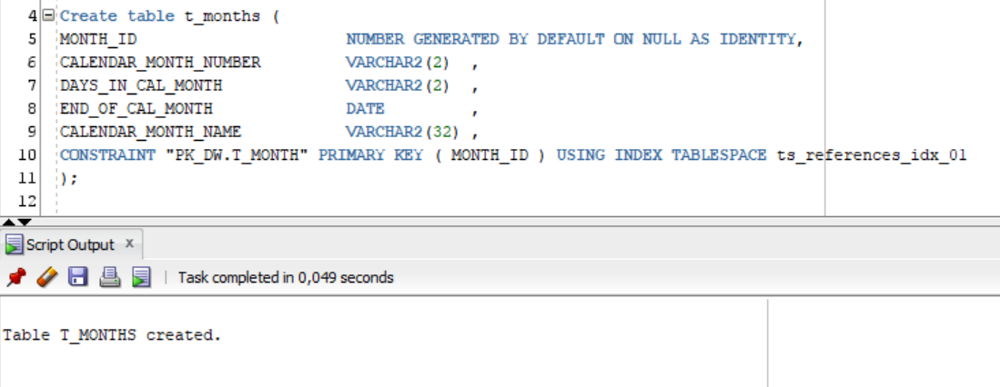 4 Create table t_months (
5 MONTH_ID NUMBER GENERATED BY DEFAULT ON NULL AS IDENTITY,
6 CALENDAR_MONTH_NUMBER VARCHAR2(2) ,
7 DAYS_IN_CAL_MONTH VARCHAR2(2) ,
8 END_OF_CAL_MONTH DATE ,
9 CALENDAR_MONTH_NAME VARCHAR2(32) ,
10 CONSTRAINT "PK_DW.T_MONTH" PRIMARY KEY ( MONTH_ID ) USING INDEX TABLESPACE ts_references_idx_01
11 );
12
Script Output x
Task completed in 0,049 seconds
Table T_MONTHS created.